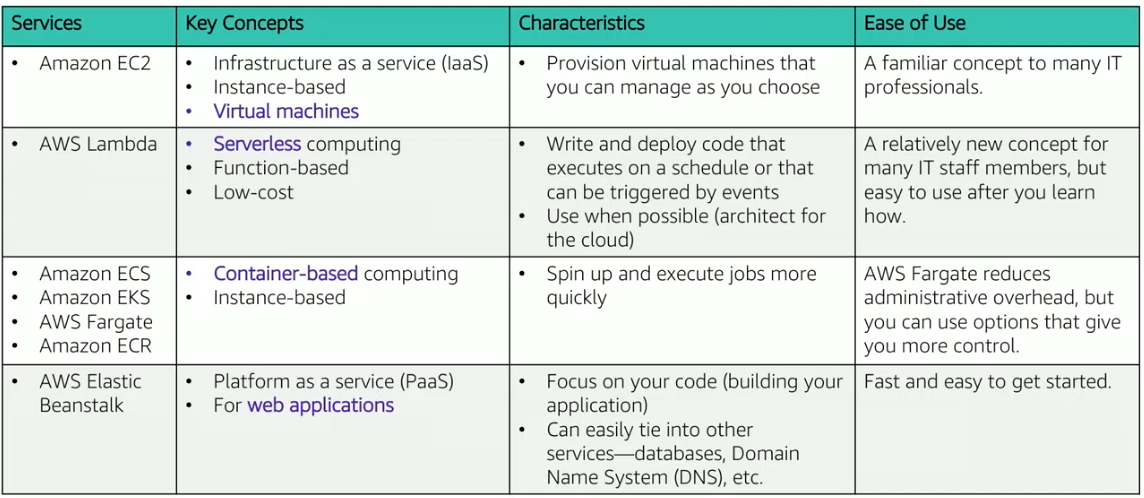 Services
Key Concepts
Characteristics
Ease of Use
• Amazon EC2
• Infrastructure as a service (IaaS)
• Instance-based
• Virtual machines
• Provision virtual machines that
you can manage as you choose
A familiar concept to many IT
professionals.
• AWS Lambda
• Serverless computing
• Function-based
• Low-cost
• Write and deploy code that
executes on a schedule or that
can be triggered by events
• Use when possible (architect for
the cloud)
A relatively new concept for
many IT staff members, but
easy to use after you learn
how.
• Amazon ECS
• Amazon EKS
• AWS Fargate
• Amazon ECR
• Container-based computing
• Instance-based
• Spin up and execute jobs more
quickly
AWS Fargate reduces
administrative overhead, but
you can use options that give
you more control.
• AWS Elastic
Beanstalk
• Platform as a service (PaaS)
• For web applications
• Focus on your code (building your
application)
• Can easily tie into other
services—databases, Domain
Name System (DNS), etc.
Fast and easy to get started.